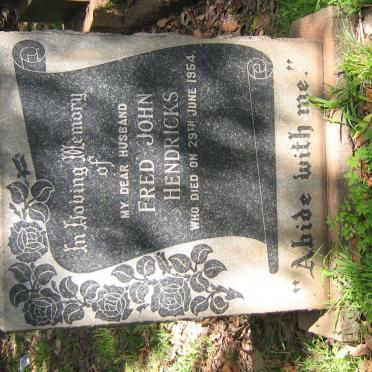 In Loving Memory
of
MY DEAR HUSBAND
FRED JOHN
HENDRICKS
WHO DIED ON 29TH JUNE 1954.
"Abide with me."